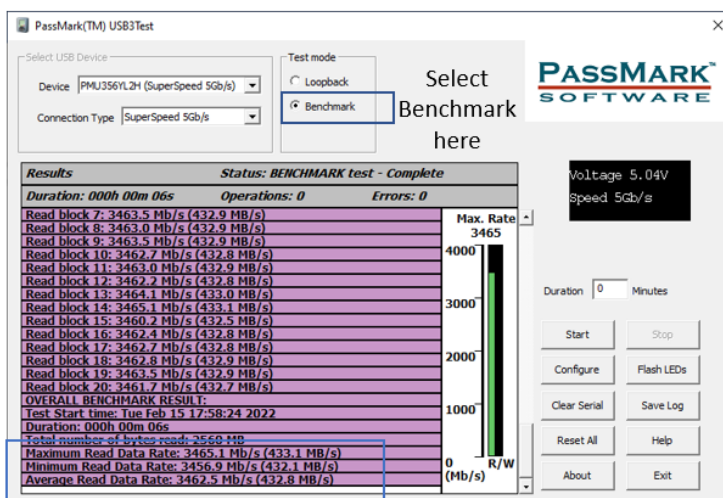 PassMark(TM) USB3Test
Select USB Device
Device PMU356YL2H (SuperSpeed 5Gb/s)
Connection Type SuperSpeed 5Gb/s
Test mode
Loopback
Benchmark
Select
Benchmark
here
PASSMARK™
SOFTWARE
Results Status: BENCHMARK test - Complete
Duration: 000h 00m 06s Operations: 0 Errors: 0
Read block 7: 3463.5 Mb/s (432.9 MB/s)
Read block 8: 3463.0 Mb/s (432.9 MB/s)
Read block 9: 3463.5 Mb/s (432.9 MB/s)
Read block 10: 3462.7 Mb/s (432.8 MB/s)
Read block 11: 3463.0 Mb/s (432.9 MB/s)
Read block 12: 3462.2 Mb/s (432.8 MB/s)
Read block 13: 3464.1 Mb/s (433.0 MB/s)
Read block 14: 3465.1 Mb/s (433.1 MB/s)
Read block 15: 3460.2 Mb/s (432.5 MB/s)
Read block 16: 3462.4 Mb/s (432.8 MB/s)
Read block 17: 3462.7 Mb/s (432.8 MB/s)
Read block 18: 3462.8 Mb/s (432.9 MB/s)
Read block 19: 3463.5 Mb/s (432.9 MB/s)
Read block 20: 3461.7 Mb/s (432.7 MB/s)
OVERALL BENCHMARK RESULT:
Test Start time: Tue Feb 15 17:58:24 2022
Duration: 000h 00m 06s
Total number of bytes read: 2560 MB
Maximum Read Data Rate: 3465.1 Mb/s (433.1 MB/s)
Minimum Read Data Rate: 3456.9 Mb/s (432.1 MB/s)
Average Read Data Rate: 3462.5 Mb/s (432.8 MB/s)
Max. Rate
3465
4000
3000
2000
1000
0 R/W
(Mb/s)
Voltage 5.04V
Speed 5Gb/s
Duration 0 Minutes
Start Stop
Configure Flash LEDs
Clear Serial Save Log
Reset All Help
About Exit